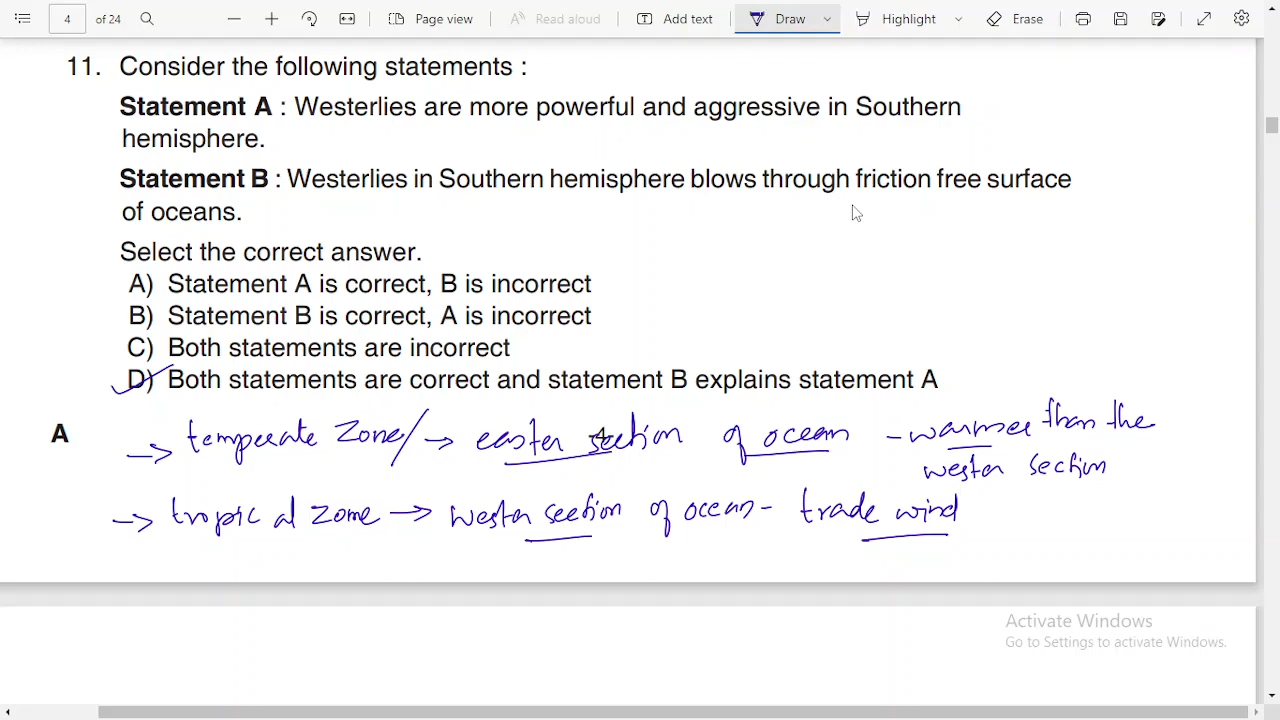 4 of 24 Page view Read aloud Add text Draw Highlight Erase
11. Consider the following statements :
Statement A : Westerlies are more powerful and aggressive in Southern
hemisphere.
Statement B : Westerlies in Southern hemisphere blows through friction free surface
of oceans.
Select the correct answer.
A) Statement A is correct, B is incorrect
B) Statement B is correct, A is incorrect
C) Both statements are incorrect
D) Both statements are correct and statement B explains statement A
A 4
→ temperate zone/→ easter section of ocean - warmer than the
wester section
→ tropical zone → wester section of ocean - trade wind
Activate Windows
Go to Settings to activate Windows.